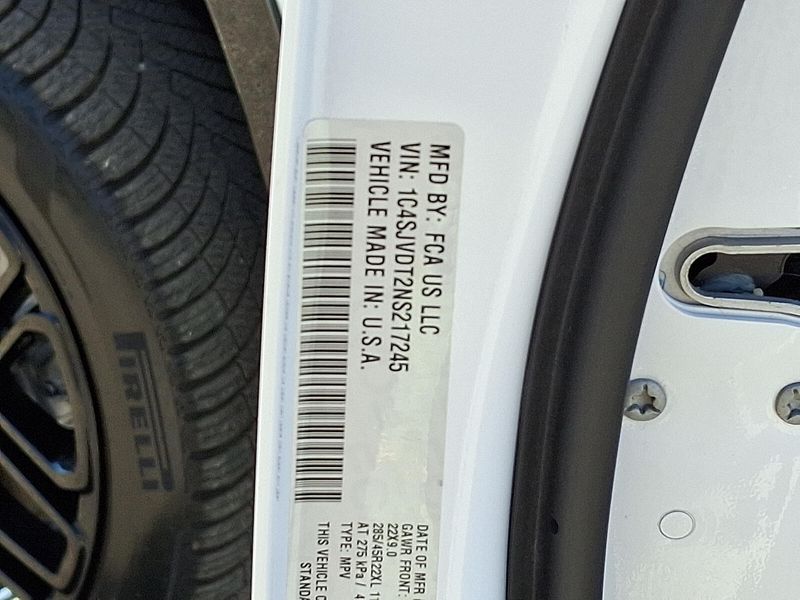 MFD BY: FCA US LLC
VIN: 1C4SJVDT2NS217245
VEHICLE MADE IN: U.S.A.
DATE OF MFR
GAWR FRONT:
22X9.0
285/45R22XL
AT 275 kPa /
TYPE: MPV
THIS VEHICLE
PIRELLI